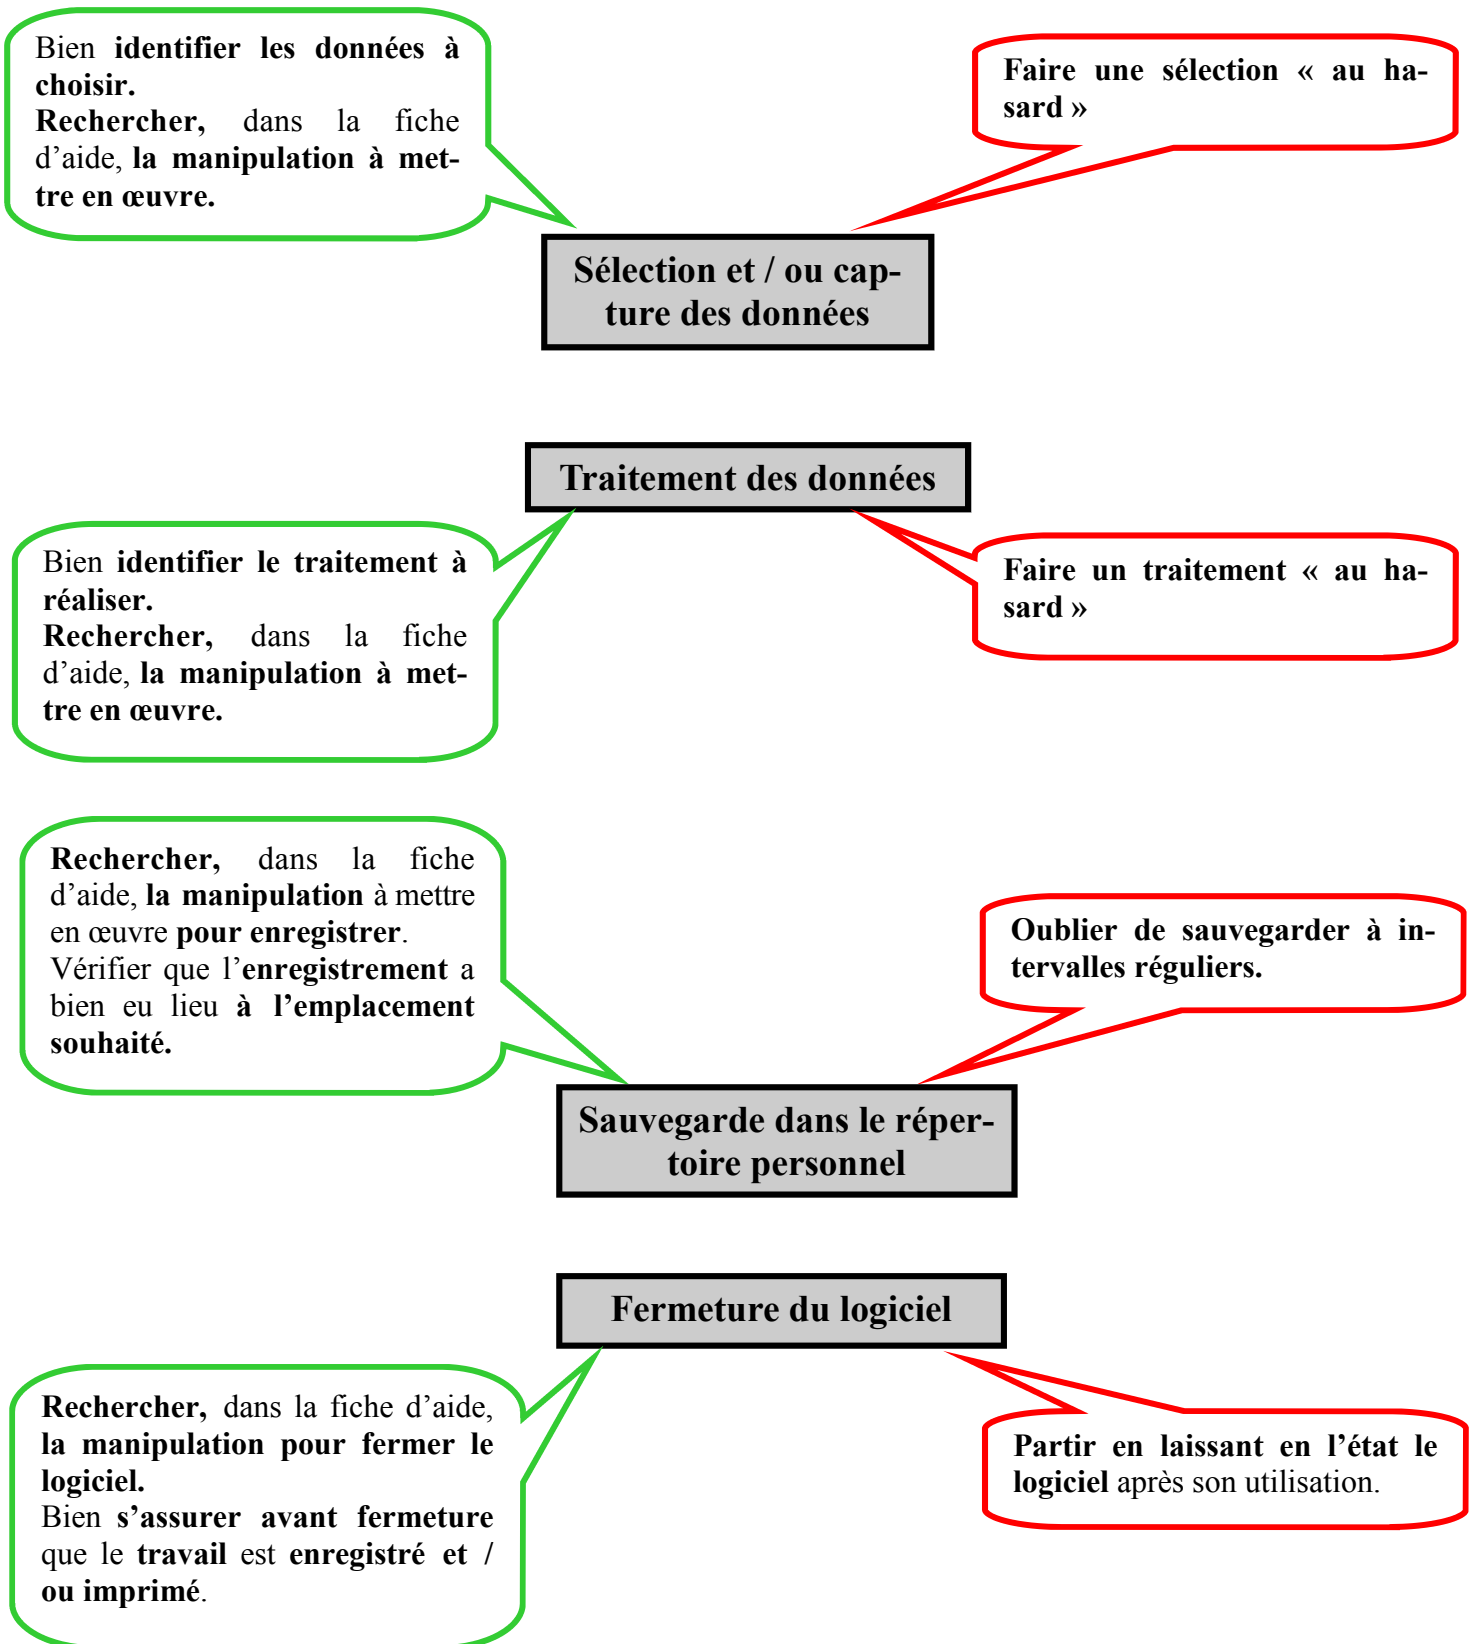 Bien identifier les données à
choisir.
Rechercher, dans la fiche
d’aide, la manipulation à met-
tre en œuvre.
Faire une sélection « au ha-
sard »
Sélection et / ou cap-
ture des données
Traitement des données
Bien identifier le traitement à
réaliser.
Rechercher, dans la fiche
d’aide, la manipulation à met-
tre en œuvre.
Faire un traitement « au ha-
sard »
Rechercher, dans la fiche
d’aide, la manipulation à mettre
en œuvre pour enregistrer.
Vérifier que l’enregistrement a
bien eu lieu à l’emplacement
souhaité.
Oublier de sauvegarder à in-
tervalles réguliers.
Sauvegarde dans le réper-
toire personnel
Fermeture du logiciel
Rechercher, dans la fiche d’aide,
la manipulation pour fermer le
logiciel.
Bien s’assurer avant fermeture
que le travail est enregistré et /
ou imprimé.
Partir en laissant en l’état le
logiciel après son utilisation.